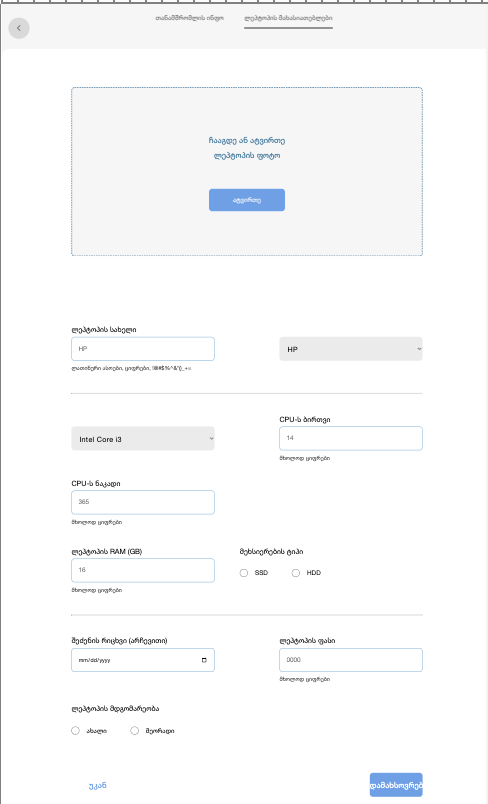 თანამშრომლის ინფო
ლეპტოპის მახასიათებლები
ჩააგდე ან ატვირთე
ლეპტოპის ფოტო
ატვირთე
ლეპტოპის სახელი
HP
HP
ლათინური ასოები, ციფრები, !@#$%^&*()_+=
Intel Core i3
CPU-ს ბირთვი
14
მხოლოდ ციფრები
CPU-ს ნაკადი
365
მხოლოდ ციფრები
ლეპტოპის RAM (GB)
16
მხოლოდ ციფრები
მეხსიერების ტიპი
SSD
HDD
შეძენის რიცხვი (არჩევითი)
mm/dd/yyyy
ლეპტოპის ფასი
0000
მხოლოდ ციფრები
ლეპტოპის მდგომარეობა
ახალი
მეორადი
უკან
დამახსოვრებ